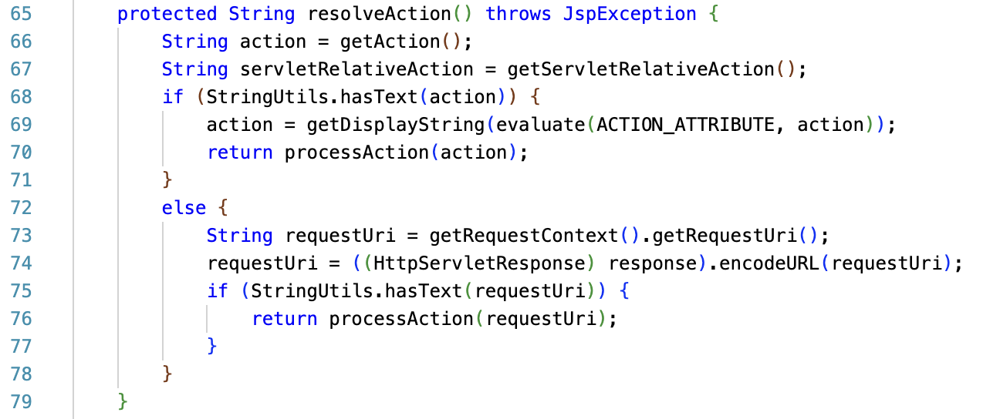 65 protected String resolveAction() throws JspException {
66 String action = getAction();
67 String servletRelativeAction = getServletRelativeAction();
68 if (StringUtils.hasText(action)) {
69 action = getDisplayString(evaluate(ACTION_ATTRIBUTE, action));
70 return processAction(action);
71 }
72 else {
73 String requestUri = getRequestContext().getRequestUri();
74 requestUri = ((HttpServletResponse) response).encodeURL(requestUri);
75 if (StringUtils.hasText(requestUri)) {
76 return processAction(requestUri);
77 }
78 }
79 }